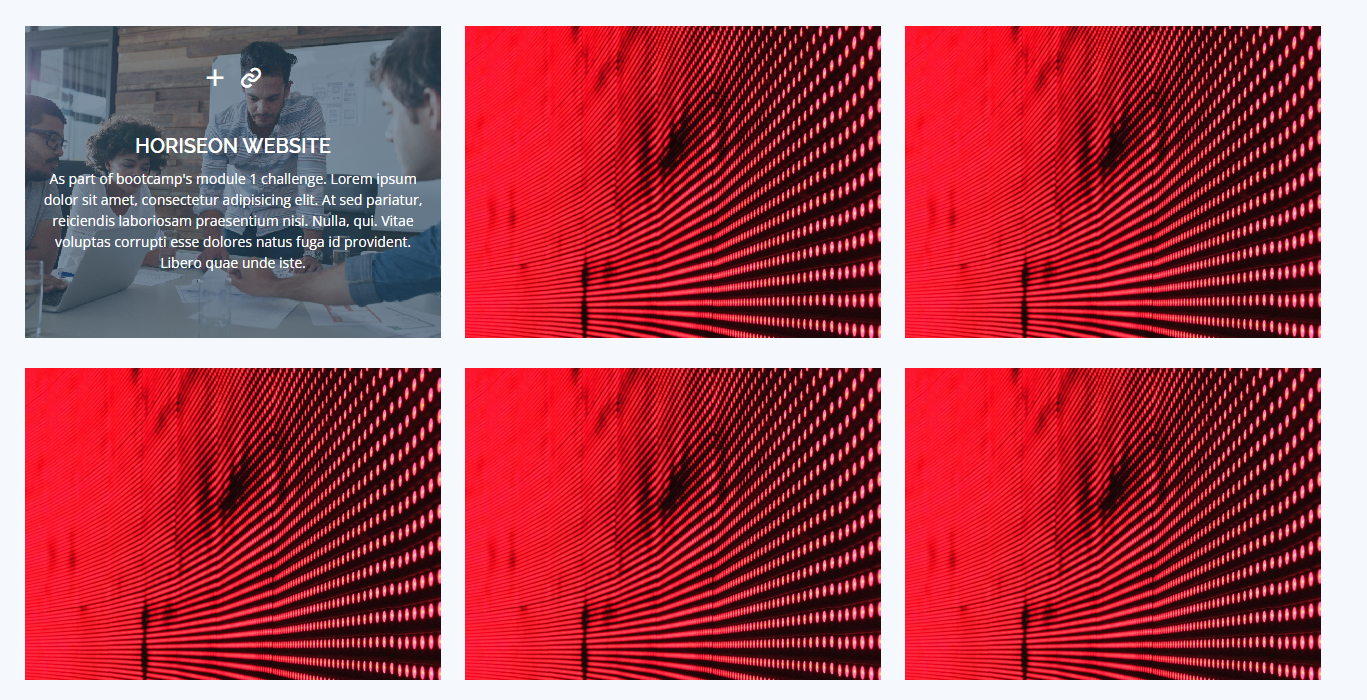 HORISEON WEBSITE
As part of bootcamp's module 1 challenge. Lorem ipsum
dolor sit amet, consectetur adipisicing elit. At sed pariatur,
reiciendis laboriosam praesentium nisi. Nulla, qui. Vitae
voluptas corrupti esse dolores natus fuga id provident.
Libero quae unde iste.